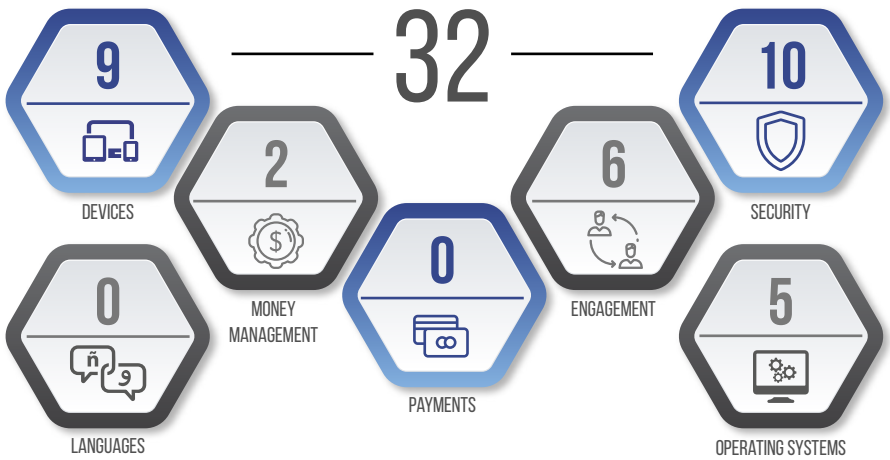 32
9
DEVICES
2
MONEY
MANAGEMENT
0
PAYMENTS
6
ENGAGEMENT
10
SECURITY
0
ñ
و
LANGUAGES
5
OPERATING SYSTEMS
$